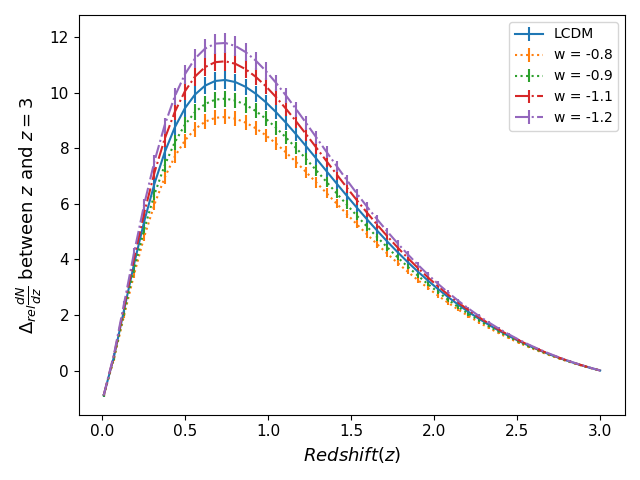 12
10
8
6
4
2
0
Δ_rel dN/dz between z and z = 3
0.0 0.5 1.0 1.5 2.0 2.5 3.0
Redshift(z)
LCDM
w = -0.8
w = -0.9
w = -1.1
w = -1.2